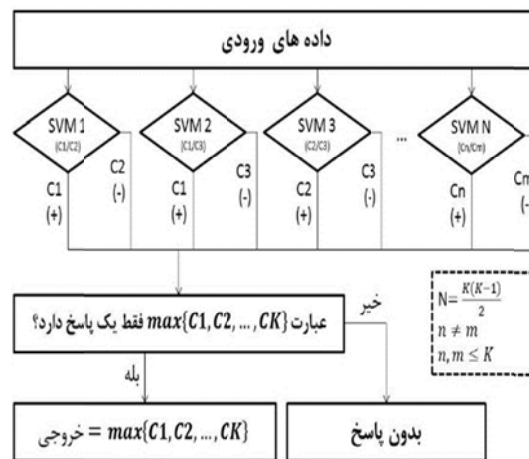 داده های ورودی
SVM 1
(C1/C2)
SVM 2
(C1/C3)
SVM 3
(C2/C3)
...
SVM N
(Cn/Cm)
C1
(+)
C2
(-)
C1
(+)
C3
(-)
C2
(+)
C3
(-)
Cn
(+)
Cm
(-
عبارت max{C1, C2, ..., CK} فقط یک پاسخ دارد؟
خیر
بله
N= K(K-1)/2
n ≠ m
n, m ≤ K
خروجی = max{C1, C2, ..., CK}
بدون پاسخ